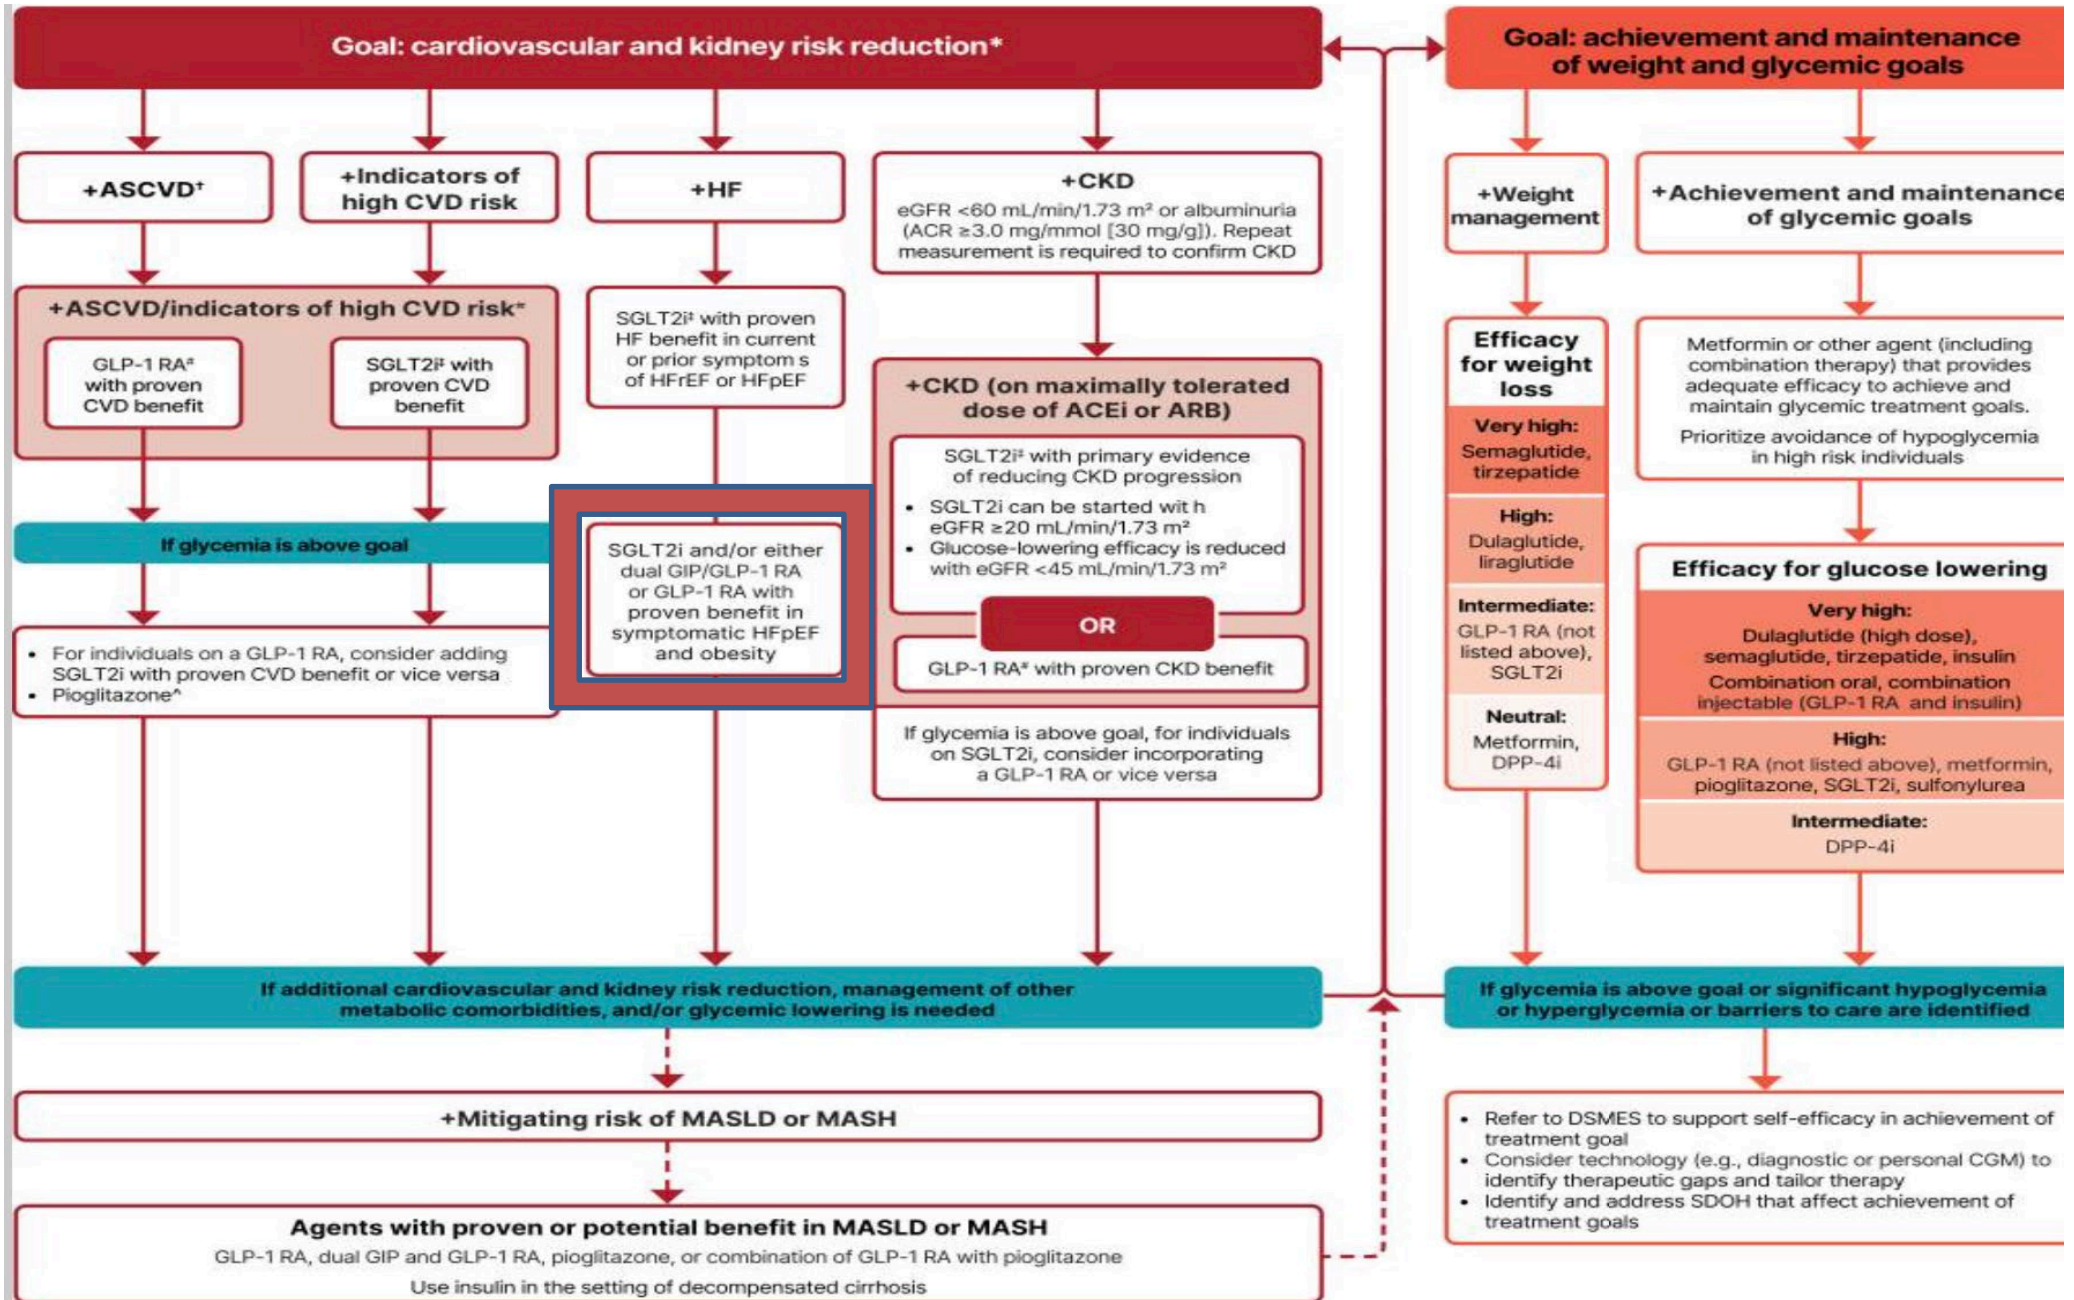 Goal: cardiovascular and kidney risk reduction*
+ASCVD†
+Indicators of
high CVD risk
+HF
+CKD
eGFR <60 mL/min/1.73 m² or albuminuria
(ACR ≥3.0 mg/mmol [30 mg/g]). Repeat
measurement is required to confirm CKD
+ASCVD/indicators of high CVD risk*
GLP-1 RA#
with proven
CVD benefit
SGLT2i‡ with
proven CVD
benefit
SGLT2i‡ with proven
HF benefit in current
or prior symptom s
of HFrEF or HFpEF
+CKD (on maximally tolerated
dose of ACEi or ARB)
SGLT2i‡ with primary evidence
of reducing CKD progression
• SGLT2i can be started wit h
eGFR ≥20 mL/min/1.73 m²
• Glucose-lowering efficacy is reduced
with eGFR <45 mL/min/1.73 m²
OR
GLP-1 RA# with proven CKD benefit
If glycemia is above goal, for individuals
on SGLT2i, consider incorporating
a GLP-1 RA or vice versa
If glycemia is above goal
SGLT2i and/or either
dual GIP/GLP-1 RA
or GLP-1 RA with
proven benefit in
symptomatic HFpEF
and obesity
• For individuals on a GLP-1 RA, consider adding
SGLT2i with proven CVD benefit or vice versa
• Pioglitazone^
If additional cardiovascular and kidney risk reduction, management of other
metabolic comorbidities, and/or glycemic lowering is needed
+Mitigating risk of MASLD or MASH
Agents with proven or potential benefit in MASLD or MASH
GLP-1 RA, dual GIP and GLP-1 RA, pioglitazone, or combination of GLP-1 RA with pioglitazone
Use insulin in the setting of decompensated cirrhosis
Goal: achievement and maintenance
of weight and glycemic goals
+Weight
management
Efficacy
for weight
loss
Very high:
Semaglutide,
tirzepatide
High:
Dulaglutide,
liraglutide
Intermediate:
GLP-1 RA (not
listed above),
SGLT2i
Neutral:
Metformin,
DPP-4i
+Achievement and maintenance
of glycemic goals
Metformin or other agent (including
combination therapy) that provides
adequate efficacy to achieve and
maintain glycemic treatment goals.
Prioritize avoidance of hypoglycemia
in high risk individuals
Efficacy for glucose lowering
Very high:
Dulaglutide (high dose),
semaglutide, tirzepatide, insulin
Combination oral, combination
injectable (GLP-1 RA and insulin)
High:
GLP-1 RA (not listed above), metformin,
pioglitazone, SGLT2i, sulfonylurea
Intermediate:
DPP-4i
If glycemia is above goal or significant hypoglycemia
or hyperglycemia or barriers to care are identified
• Refer to DSMES to support self-efficacy in achievement of
treatment goal
• Consider technology (e.g., diagnostic or personal CGM) to
identify therapeutic gaps and tailor therapy
• Identify and address SDOH that affect achievement of
treatment goals